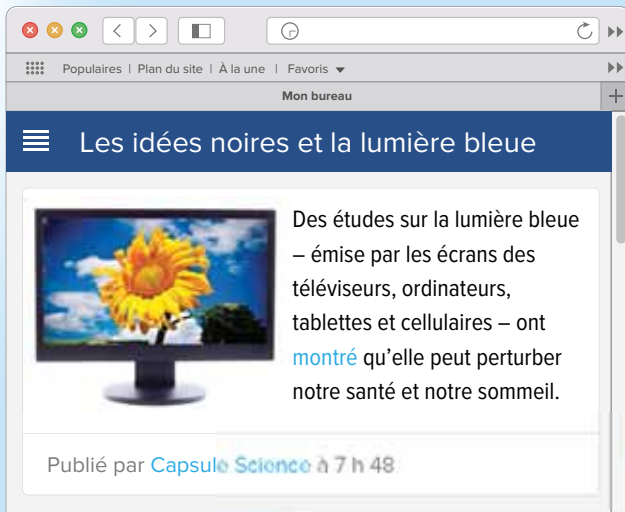 Populaires | Plan du site | À la une | Favoris
Mon bureau
Les idées noires et la lumière bleue
Des études sur la lumière bleue
– émise par les écrans des
téléviseurs, ordinateurs,
tablettes et cellulaires – ont
montré qu'elle peut perturber
notre santé et notre sommeil.
Publié par Capsule Science à 7 h 48